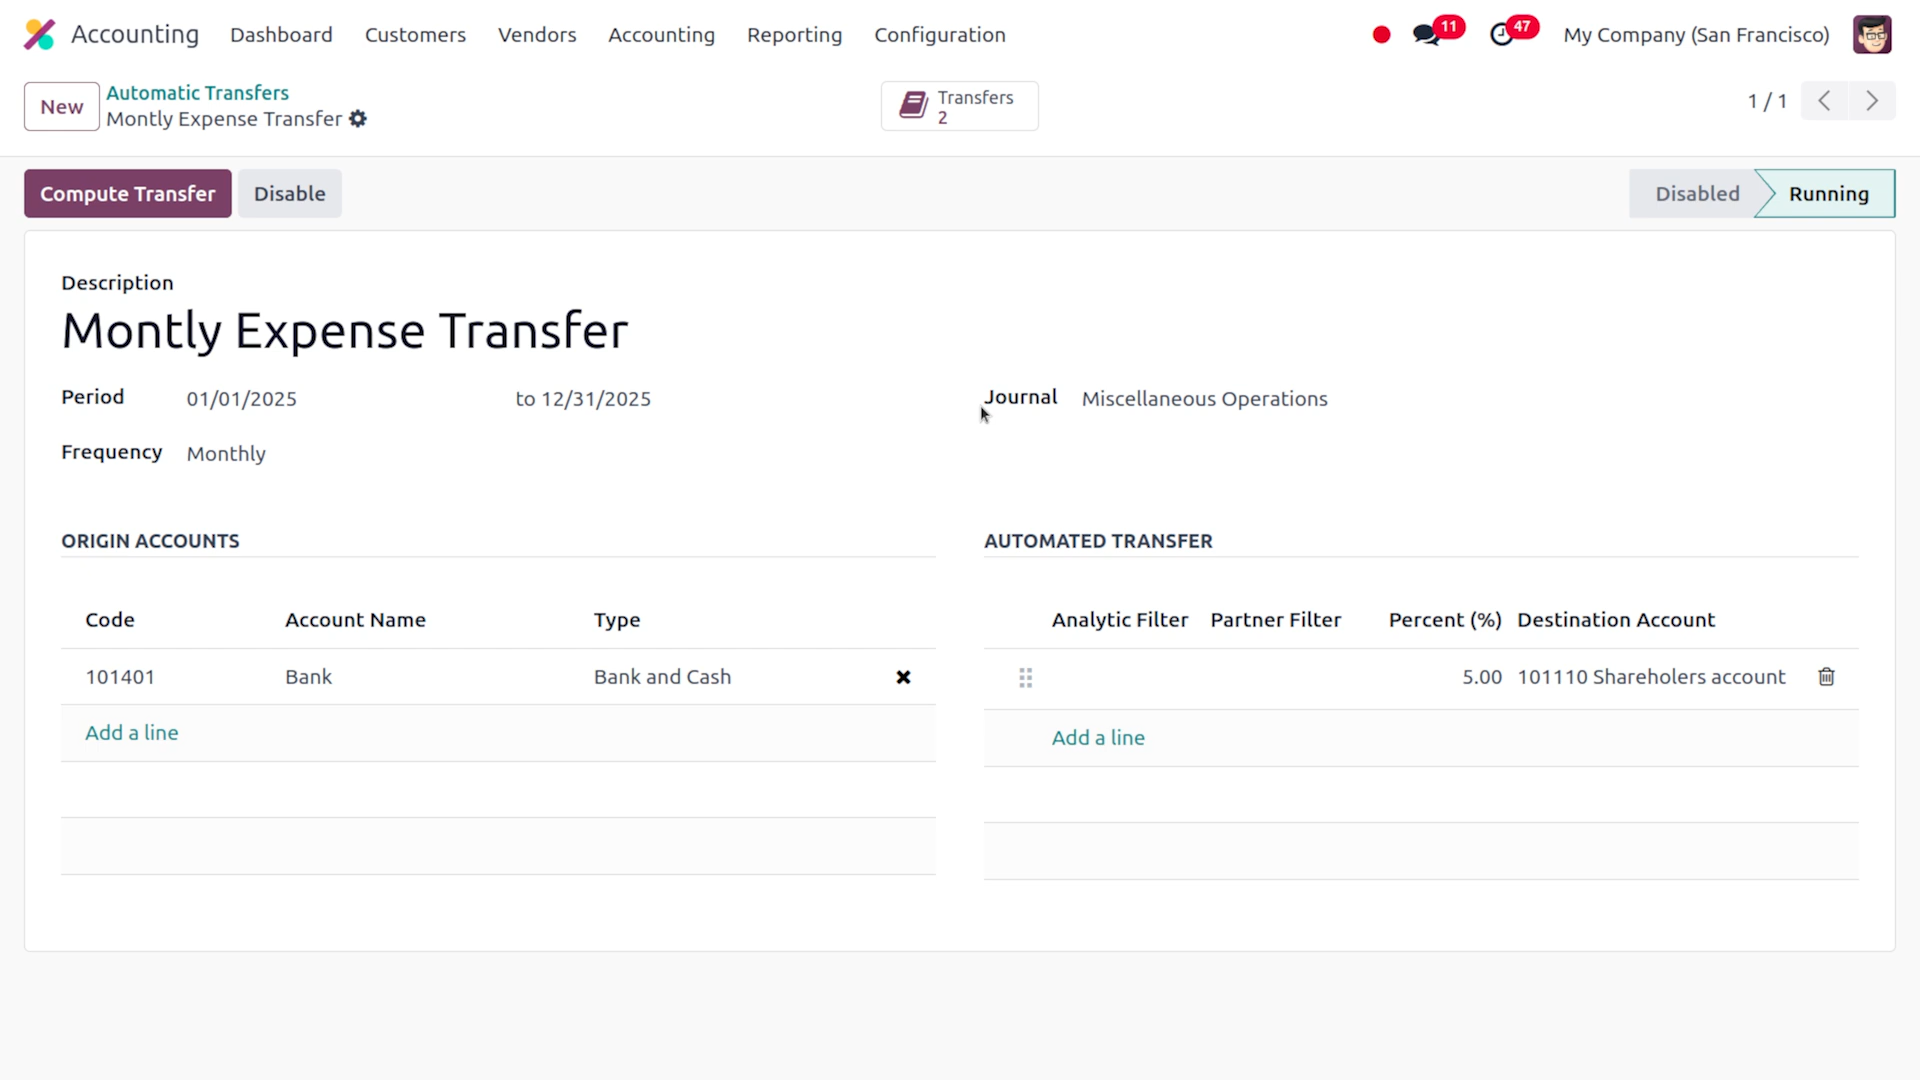 Accounting Dashboard Customers Vendors Accounting Reporting Configuration 11 47 My Company (San Francisco)
New Automatic Transfers
Montly Expense Transfer
Transfers
2
1 / 1
Compute Transfer Disable Disabled Running
Description
Montly Expense Transfer
Period 01/01/2025 to 12/31/2025 Journal Miscellaneous Operations
Frequency Monthly
ORIGIN ACCOUNTS AUTOMATED TRANSFER
Code Account Name Type Analytic Filter Partner Filter Percent (%) Destination Account
101401 Bank Bank and Cash 5.00 101110 Shareholers account
Add a line Add a line